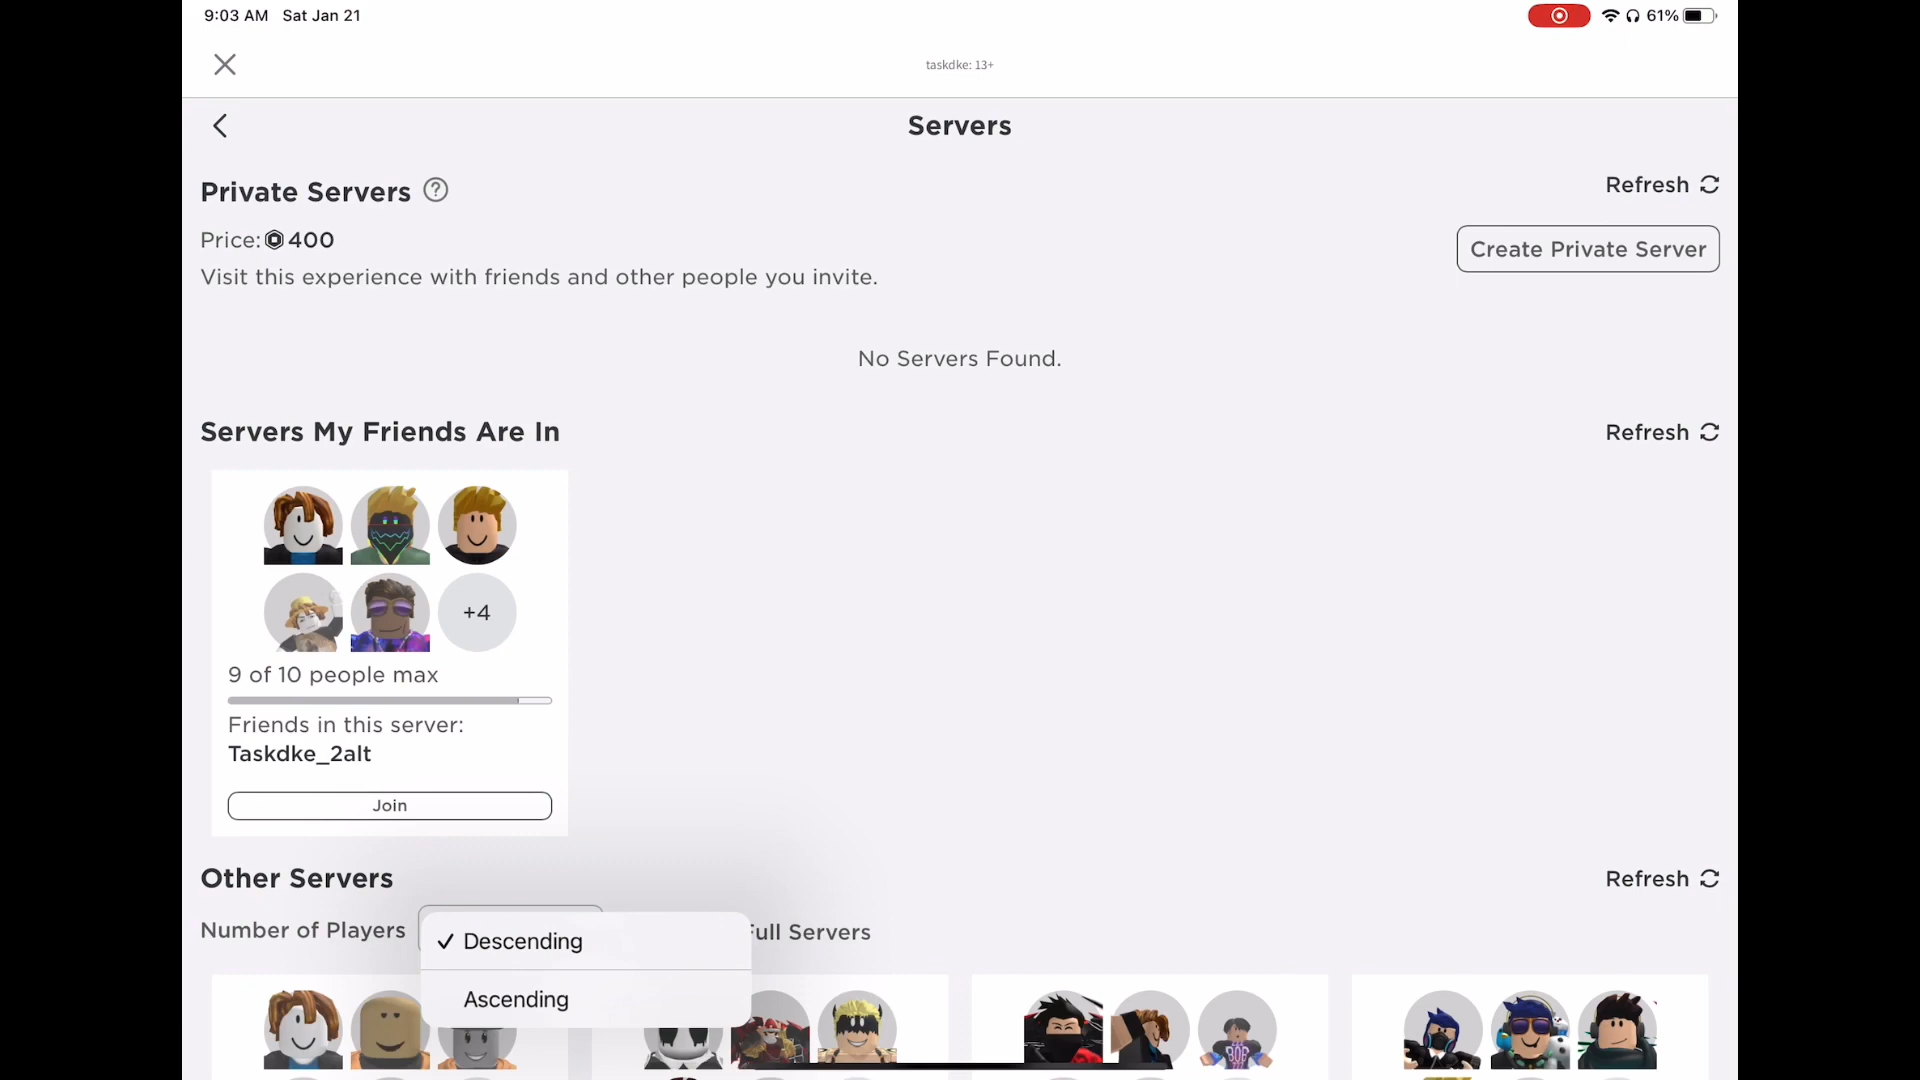 9:03 AM Sat Jan 21
61%
taskdke: 13+
Servers
Private Servers ?
Refresh
Price: 400
Create Private Server
Visit this experience with friends and other people you invite.
No Servers Found.
Servers My Friends Are In
Refresh
+4
9 of 10 people max
Friends in this server:
Taskdke_2alt
Join
Other Servers
Refresh
Number of Players
✓ Descending
Full Servers
Ascending
BOB